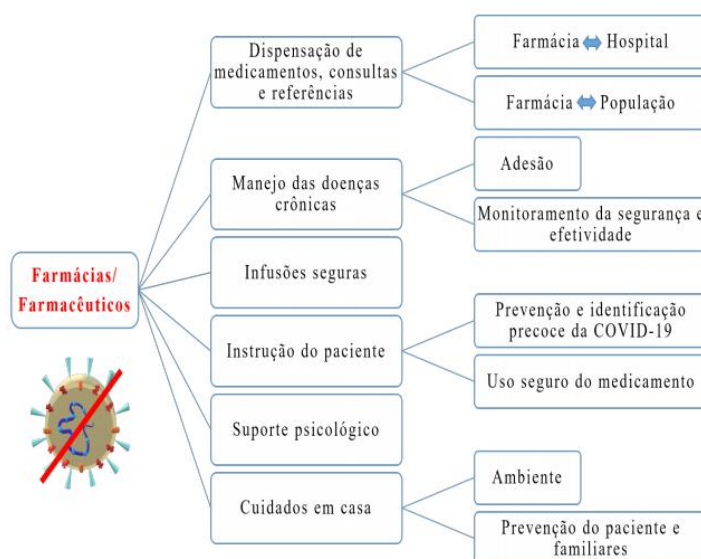 Farmácias/
Farmacêuticos
Dispensação de
medicamentos, consultas
e referências
Farmácia Hospital
Farmácia População
Manejo das doenças
crônicas
Adesão
Monitoramento da segurança e
efetividade
Infusões seguras
Instrução do paciente
Prevenção e identificação
precoce da COVID-19
Uso seguro do medicamento
Suporte psicológico
Cuidados em casa
Ambiente
Prevenção do paciente e
familiares